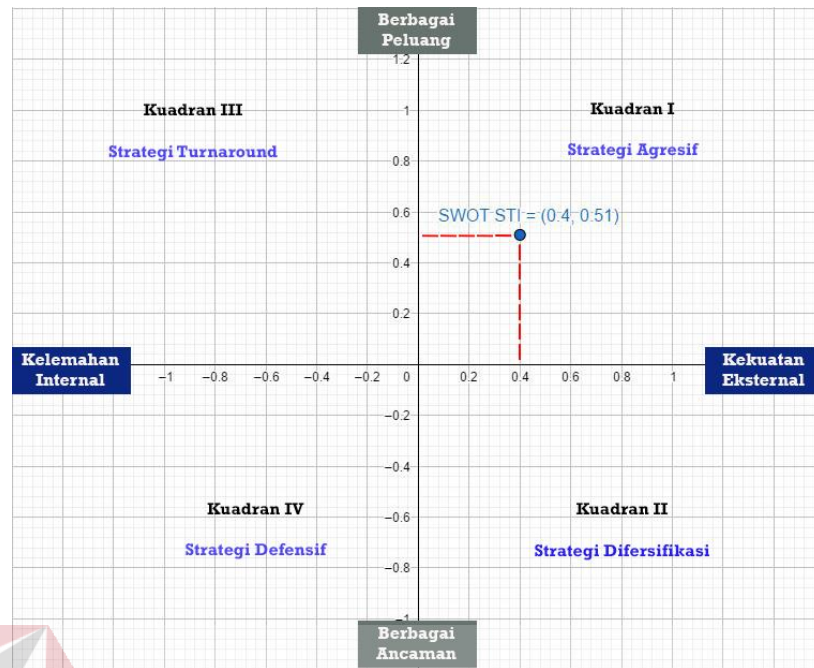 Berbagai
Peluang
1.2
Kuadran III
1
Kuadran I
Strategi Turnaround
0.8
Strategi Agresif
0.6
SWOT STI = (0.4, 0.51)
0.4
0.2
Kelemahan
Internal
Kekuatan
Eksternal
−1
−0.8
−0.6
−0.4
−0.2
0
0.2
0.4
0.6
0.8
1
−0.2
−0.4
Kuadran IV
−0.6
Kuadran II
Strategi Defensif
−0.8
Strategi Difersifikasi
−1
Berbagai
Ancaman